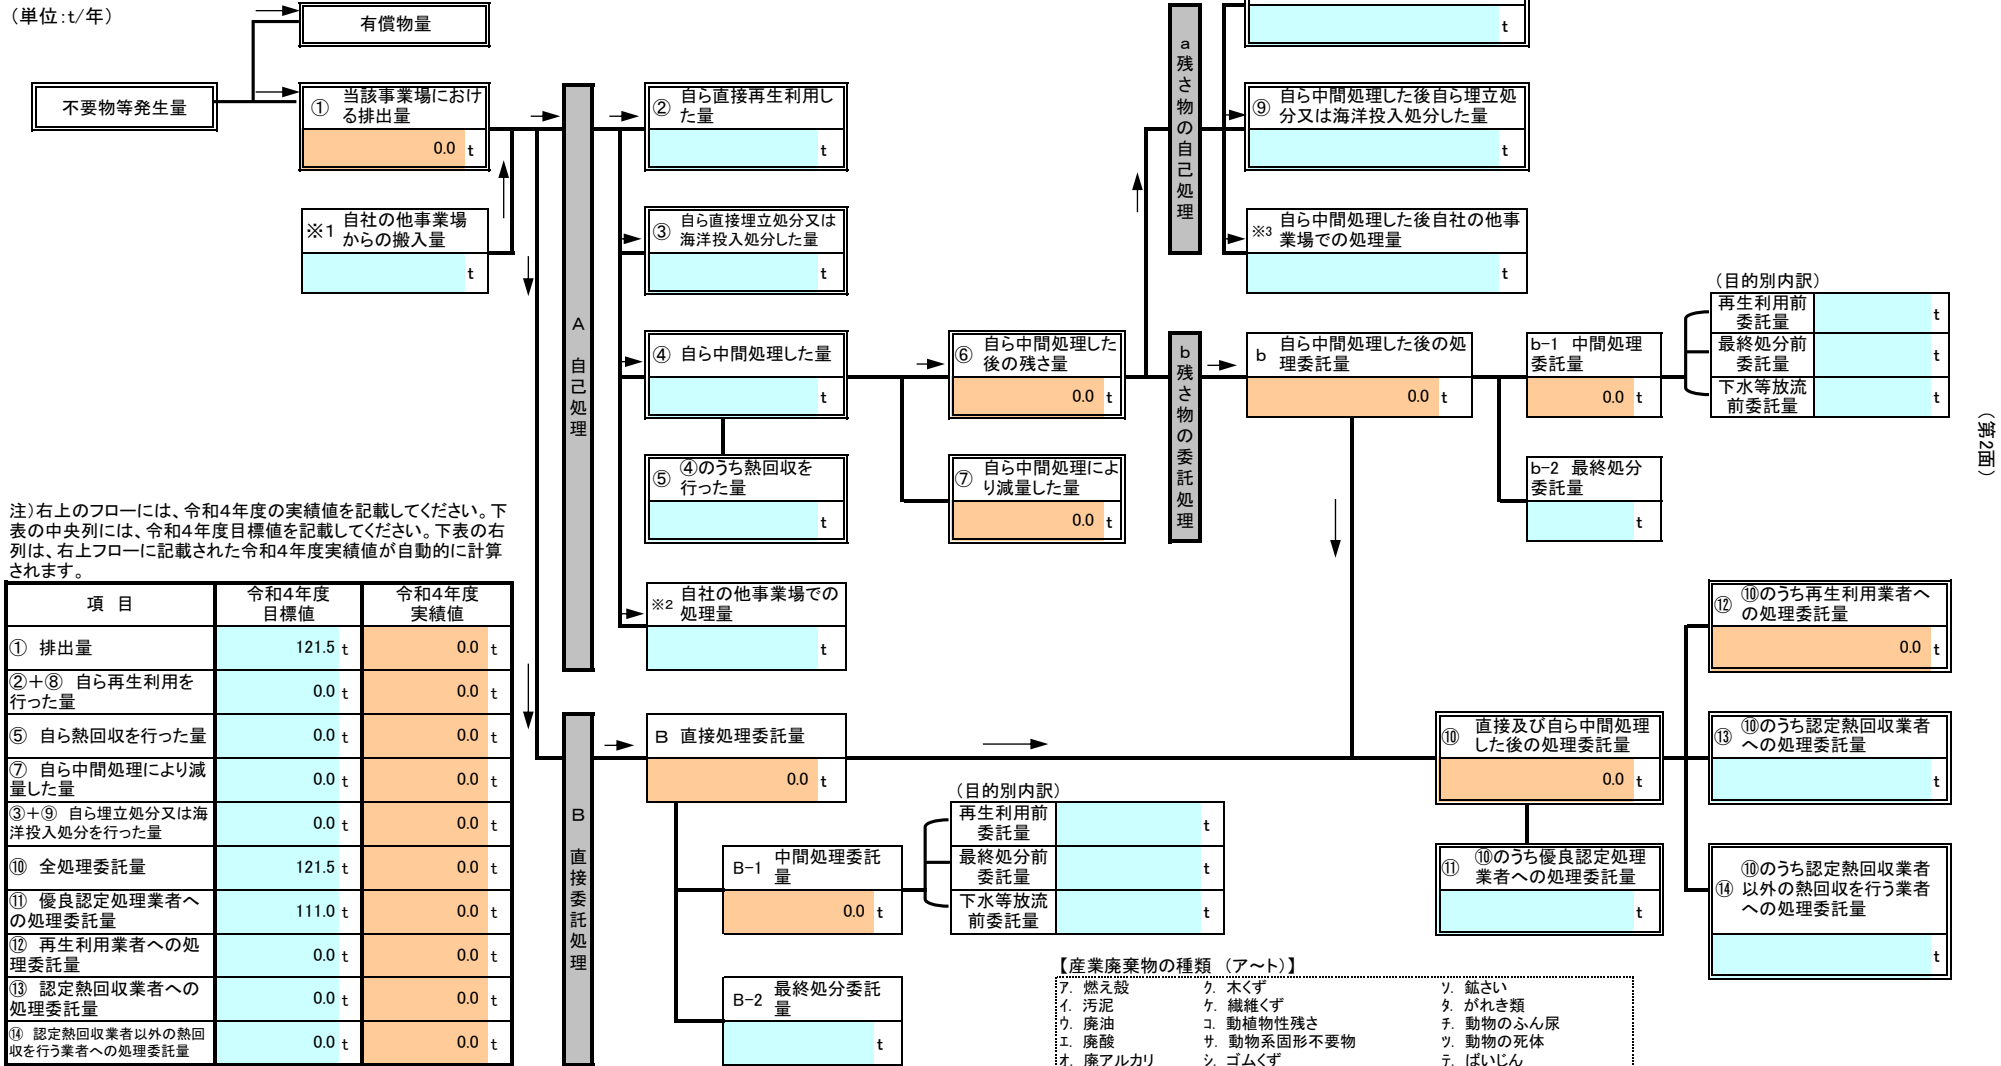 （単位:t/年）
有償物量
不要物等発生量
① 当該事業場におけ
る排出量
0.0 t
※1 自社の他事業場
からの搬入量
t
A 自己処理
② 自ら直接再生利用し
た量
t
③ 自ら直接埋立処分又は
海洋投入処分した量
t
④ 自ら中間処理した量
t
⑤ ④のうち熱回収を
行った量
t
※2 自社の他事業場での
処理量
t
⑥ 自ら中間処理した
後の残さ量
0.0 t
⑦ 自ら中間処理によ
り減量した量
0.0 t
a 残さ物の自己処理
t
⑨ 自ら中間処理した後自ら埋立処
分又は海洋投入処分した量
t
※3 自ら中間処理した後自社の他事
業場での処理量
t
b 残さ物の委託処理
b 自ら中間処理した後の処
理委託量
0.0 t
b-1 中間処理
委託量
0.0 t
b-2 最終処分
委託量
t
（目的別内訳）
再生利用前
委託量
t
最終処分前
委託量
t
下水等放流
前委託量
t
（第2面）
注）右上のフローには、令和4年度の実績値を記載してください。下
表の中央列には、令和4年度目標値を記載してください。下表の右
列は、右上フローに記載された令和4年度実績値が自動的に計算
されます。
項 目 令和4年度 目標値 令和4年度 実績値
① 排出量 121.5 t 0.0 t
②＋⑧ 自ら再生利用を
行った量 0.0 t 0.0 t
⑤ 自ら熱回収を行った量 0.0 t 0.0 t
⑦ 自ら中間処理により減
量した量 0.0 t 0.0 t
③＋⑨ 自ら埋立処分又は海
洋投入処分を行った量 0.0 t 0.0 t
⑩ 全処理委託量 121.5 t 0.0 t
⑪ 優良認定処理業者へ
の処理委託量 111.0 t 0.0 t
⑫ 再生利用業者への処
理委託量 0.0 t 0.0 t
⑬ 認定熱回収業者への
処理委託量 0.0 t 0.0 t
⑭ 認定熱回収業者以外の熱回
収を行う業者への処理委託量 0.0 t 0.0 t
B 直接委託処理
B 直接処理委託量
0.0 t
B-1 中間処理委託
量
0.0 t
B-2 最終処分委託
量
t
（目的別内訳）
再生利用前
委託量
t
最終処分前
委託量
t
下水等放流
前委託量
t
⑩ 直接及び自ら中間処理
した後の処理委託量
0.0 t
⑪ ⑩のうち優良認定処理
業者への処理委託量
t
⑫ ⑩のうち再生利用業者へ
の処理委託量
0.0 t
⑬ ⑩のうち認定熱回収業者
への処理委託量
t
⑭ ⑩のうち認定熱回収業者
以外の熱回収を行う業者
への処理委託量
t
【産業廃棄物の種類 （ア～ト）】
ア. 燃え殻 ク. 木くず ソ. 鉱さい
イ. 汚泥 ケ. 繊維くず タ. がれき類
ウ. 廃油 コ. 動植物性残さ チ. 動物のふん尿
エ. 廃酸 サ. 動物系固形不要物 ツ. 動物の死体
オ. 廃アルカリ シ. ゴムくず テ. ばいじん